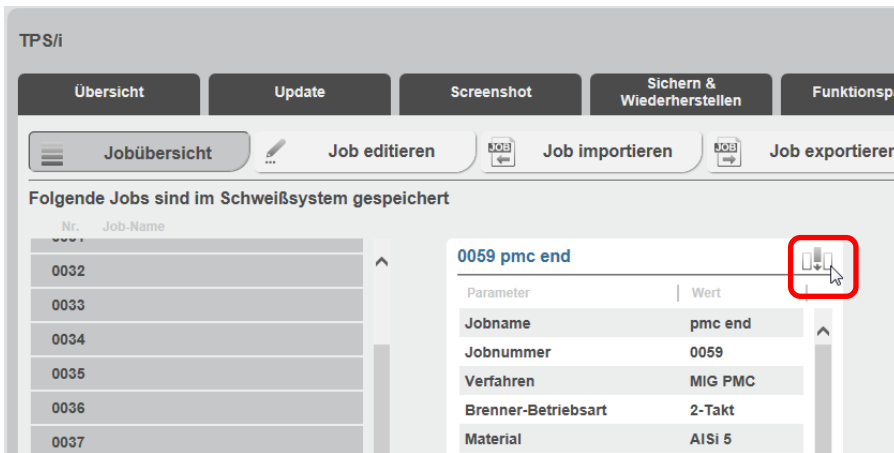 TPS/i
Übersicht
Update
Screenshot
Sichern &
Wiederherstellen
Funktionsp
Jobübersicht
Job editieren
JOB
Job importieren
JOB
Job exportieren
Folgende Jobs sind im Schweißsystem gespeichert
Nr. Job-Name
0032
0033
0034
0035
0036
0037
0059 pmc end
Parameter Wert
Jobname pmc end
Jobnummer 0059
Verfahren MIG PMC
Brenner-Betriebsart 2-Takt
Material AlSi 5